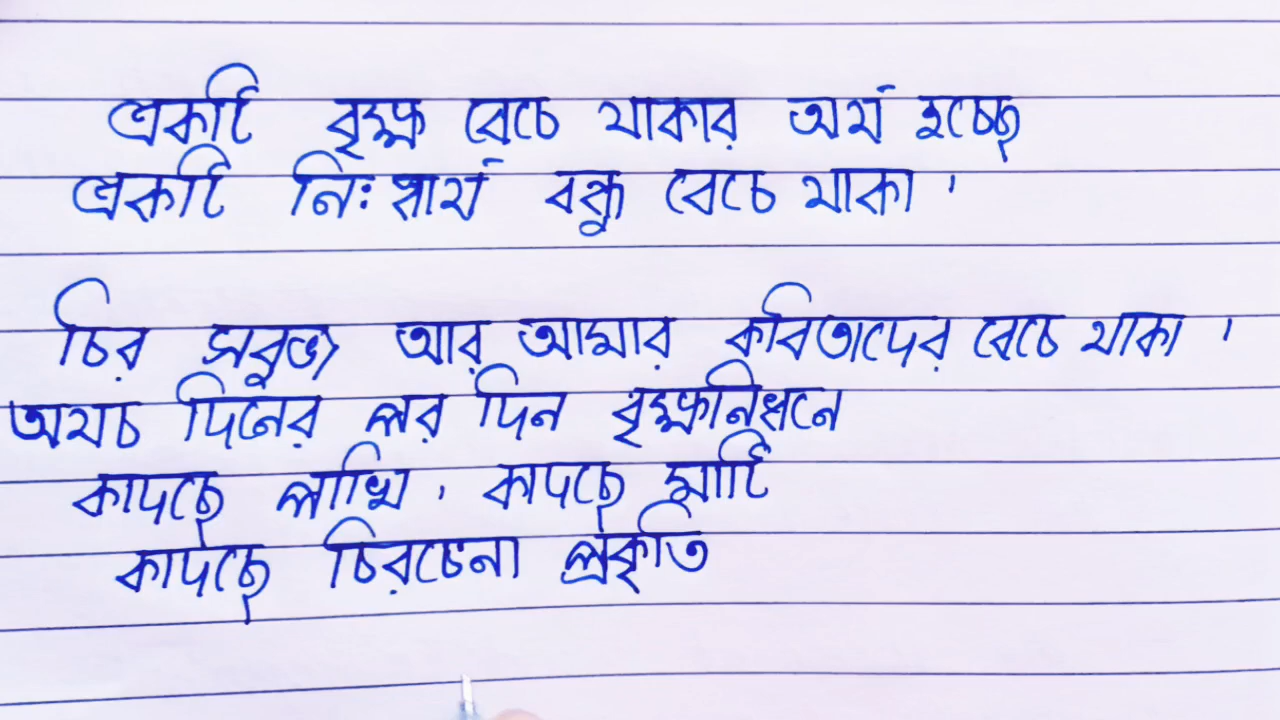 একটি বৃক্ষ বেচে থাকার অর্থ হচ্ছে
একটি নিঃস্বার্থ বন্ধু বেচে থাকা।
চির সবুজ আর আমার কবিতাদের বেচে থাকা।
অথচ দিনের পর দিন বৃক্ষনিধনে
কাদছে পাখি। কাদছে মাটি
কাদছে চিরচেনা প্রকৃতি